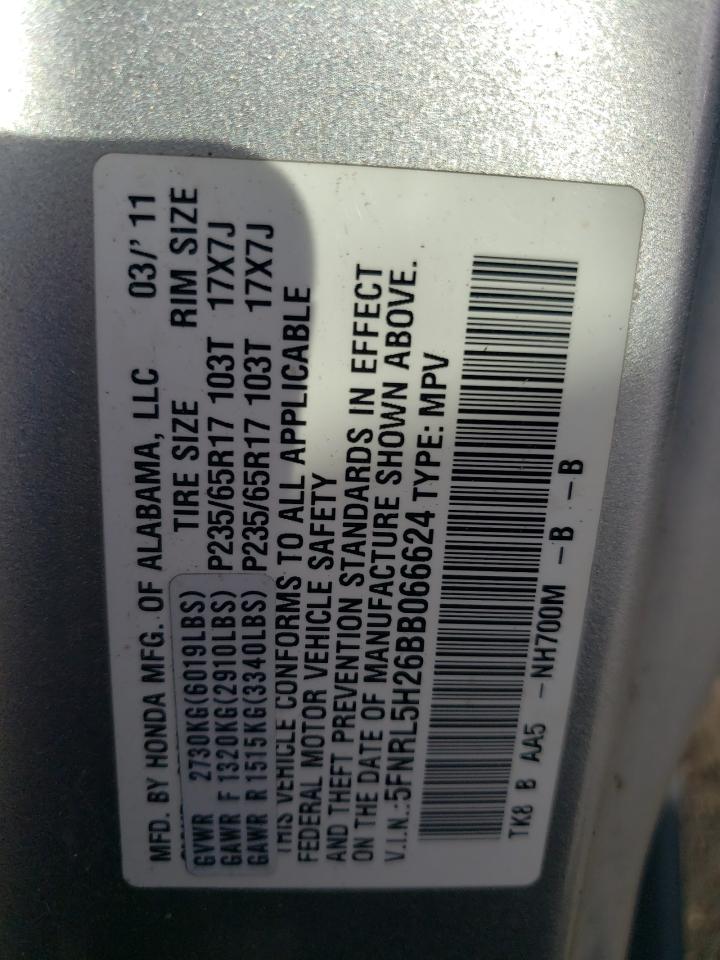 MFD. BY HONDA MFG. OF ALABAMA, LLC 03/'11
TIRE SIZE RIM SIZE
GVWR 2730KG(6019LBS)
GAWR F 1320KG(2910LBS) P235/65R17 103T 17X7J
GAWR R 1515KG(3340LBS) P235/65R17 103T 17X7J
THIS VEHICLE CONFORMS TO ALL APPLICABLE
FEDERAL MOTOR VEHICLE SAFETY
AND THEFT PREVENTION STANDARDS IN EFFECT
ON THE DATE OF MANUFACTURE SHOWN ABOVE.
V.I.N.:5FNRL5H26BB066624 TYPE: MPV
TK8 B AA5 -NH700M -B -B